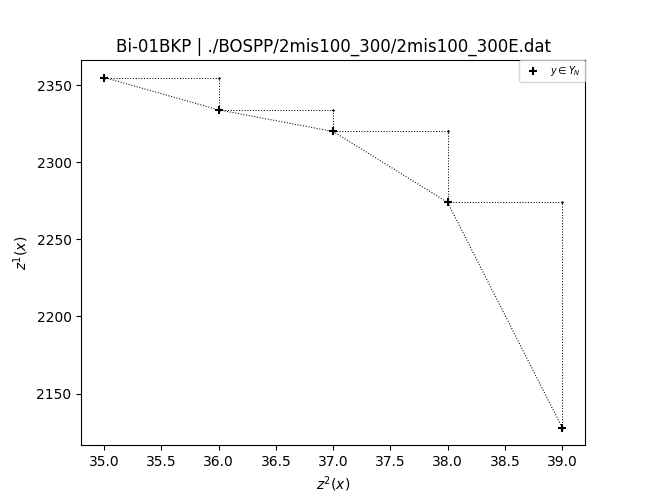 Bi-01BKP | ./BOSPP/2mis100_300/2mis100_300E.dat
y ∈ Y_N
2350
2300
2250
2200
2150
z¹(x)
35.0 35.5 36.0 36.5 37.0 37.5 38.0 38.5 39.0
z²(x)